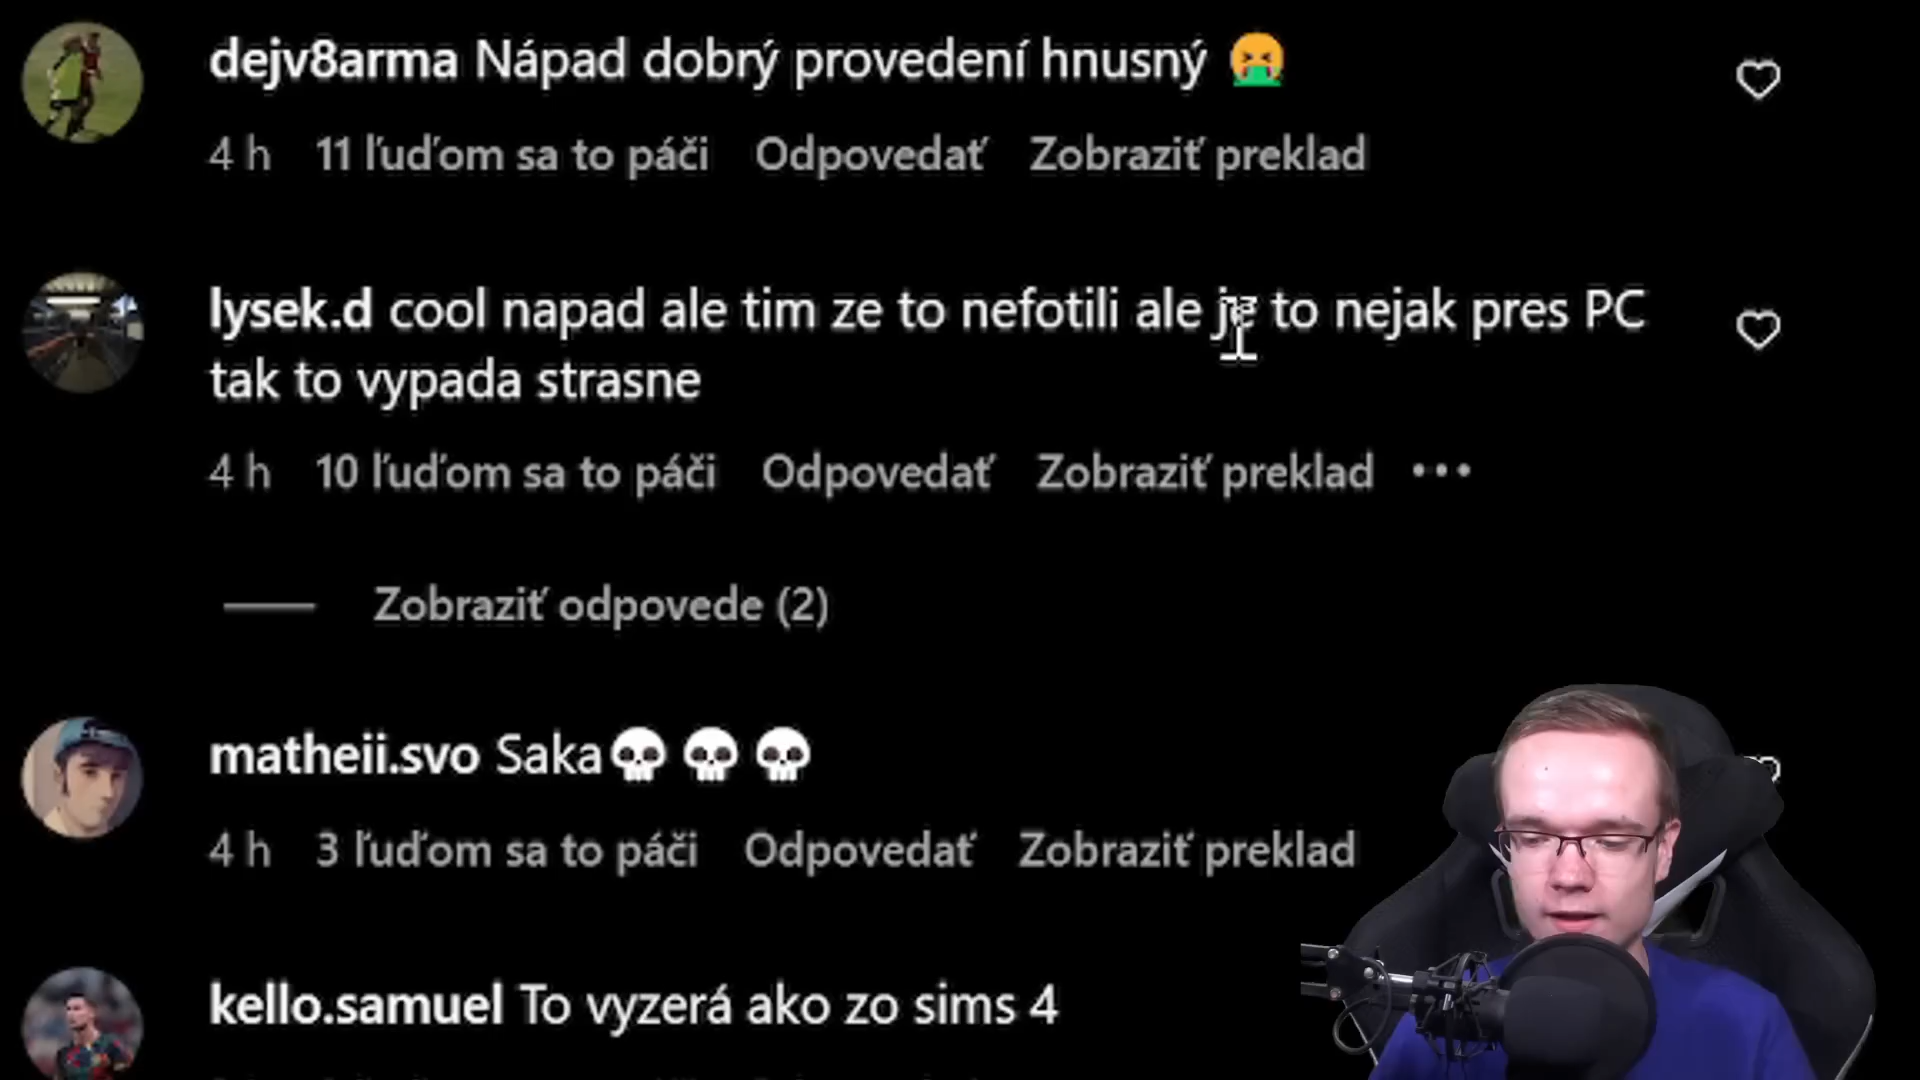 dejv8arma Nápad dobrý provedení hnusný 🤮
4 h 11 ľuďom sa to páči Odpovedať Zobraziť preklad
lysek.d cool napad ale tim ze to nefotili ale je to nejak pres PC
tak to vypada strasne
4 h 10 ľuďom sa to páči Odpovedať Zobraziť preklad •••
Zobraziť odpovede (2)
matheii.svo Saka💀💀💀
4 h 3 ľuďom sa to páči Odpovedať Zobraziť preklad
kello.samuel To vyzerá ako zo sims 4